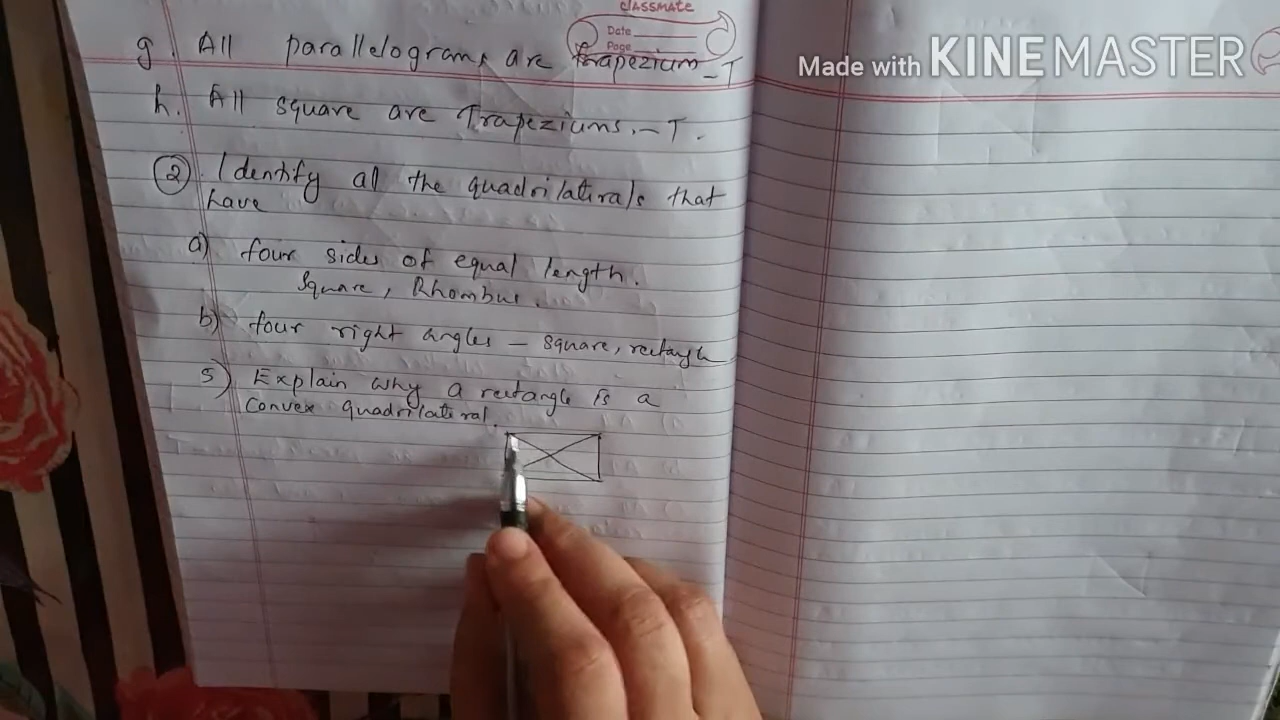 CLASSMATE
Date
Page
Made with KINEMASTER
g. All parallelograms are trapezium - T
h. All square are Trapeziums. - T.
② Identify al the quadrilaterals that
have
a) four sides of equal length.
Square, Rhombus.
b) four right angles - square, rectangle
5) Explain why a rectangle is a
convex quadrilateral.